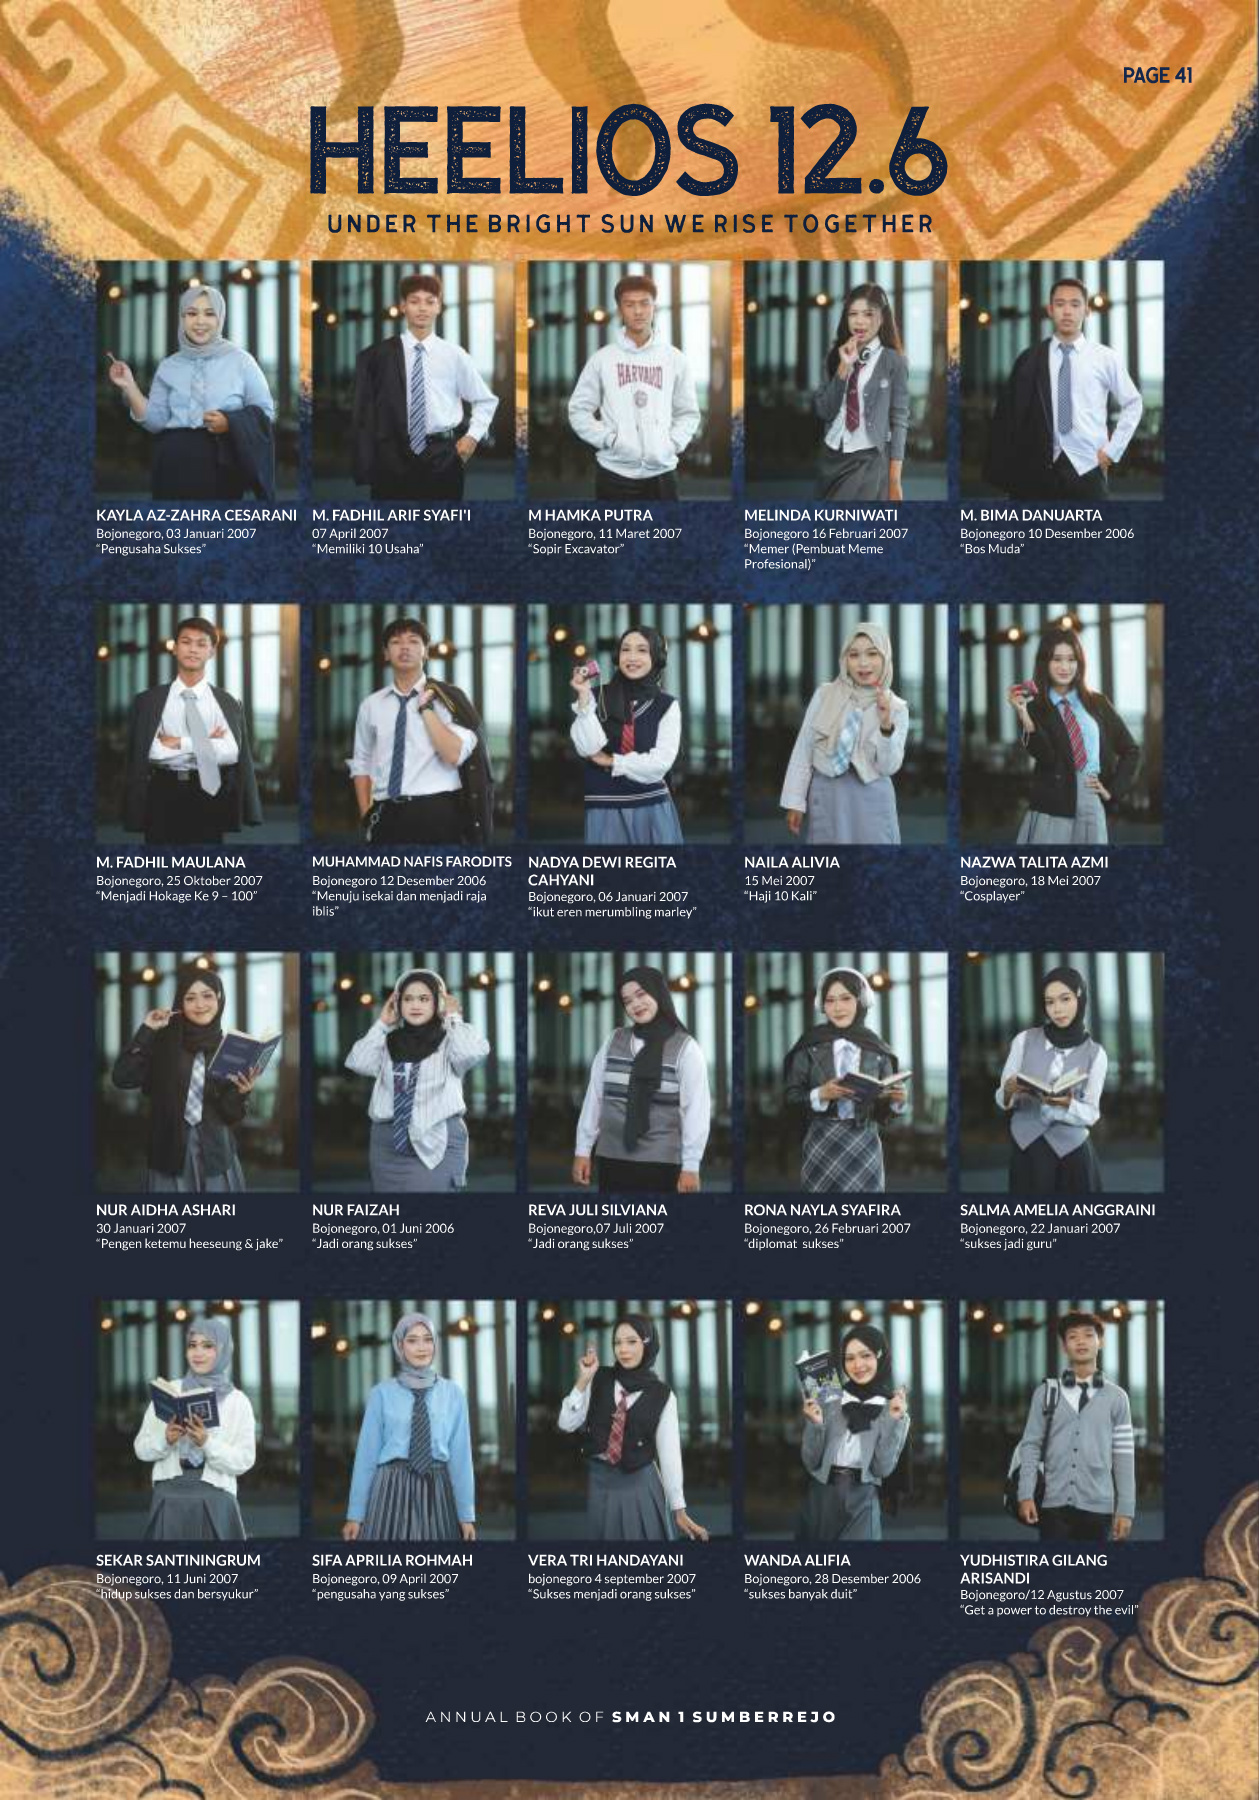 PAGE 41
HEELIOS 12.6
UNDER THE BRIGHT SUN WE RISE TOGETHER
HARVARD
KAYLA AZ-ZAHRA CESARANI
Bojonegoro, 03 Januari 2007
“Pengusaha Sukses”
M. FADHIL ARIF SYAFI'I
07 April 2007
“Memiliki 10 Usaha”
M HAMKA PUTRA
Bojonegoro, 11 Maret 2007
“Sopir Excavator”
MELINDA KURNIWATI
Bojonegoro 16 Februari 2007
“Memer (Pembuat Meme
Profesional)”
M. BIMA DANUARTA
Bojonegoro 10 Desember 2006
“Bos Muda”
M. FADHIL MAULANA
Bojonegoro, 25 Oktober 2007
“Menjadi Hokage Ke 9 – 100”
MUHAMMAD NAFIS FARODITS
Bojonegoro 12 Desember 2006
“Menuju isekai dan menjadi raja
iblis”
NADYA DEWI REGITA
CAHYANI
Bojonegoro, 06 Januari 2007
“ikut eren merumbling marley”
NAILA ALIVIA
15 Mei 2007
“Haji 10 Kali”
NAZWA TALITA AZMI
Bojonegoro, 18 Mei 2007
“Cosplayer”
NUR AIDHA ASHARI
30 Januari 2007
“Pengen ketemu heeseung & jake”
NUR FAIZAH
Bojonegoro, 01 Juni 2006
“Jadi orang sukses”
REVA JULI SILVIANA
Bojonegoro,07 Juli 2007
“Jadi orang sukses”
RONA NAYLA SYAFIRA
Bojonegoro, 26 Februari 2007
“diplomat sukses”
SALMA AMELIA ANGGRAINI
Bojonegoro, 22 Januari 2007
“sukses jadi guru”
SEKAR SANTININGRUM
Bojonegoro, 11 Juni 2007
“hidup sukses dan bersyukur”
SIFA APRILIA ROHMAH
Bojonegoro, 09 April 2007
“pengusaha yang sukses”
VERA TRI HANDAYANI
bojonegoro 4 september 2007
“Sukses menjadi orang sukses”
WANDA ALIFIA
Bojonegoro, 28 Desember 2006
“sukses banyak duit”
YUDHISTIRA GILANG
ARISANDI
Bojonegoro/12 Agustus 2007
“Get a power to destroy the evil”
ANNUAL BOOK OF SMAN 1 SUMBERREJO